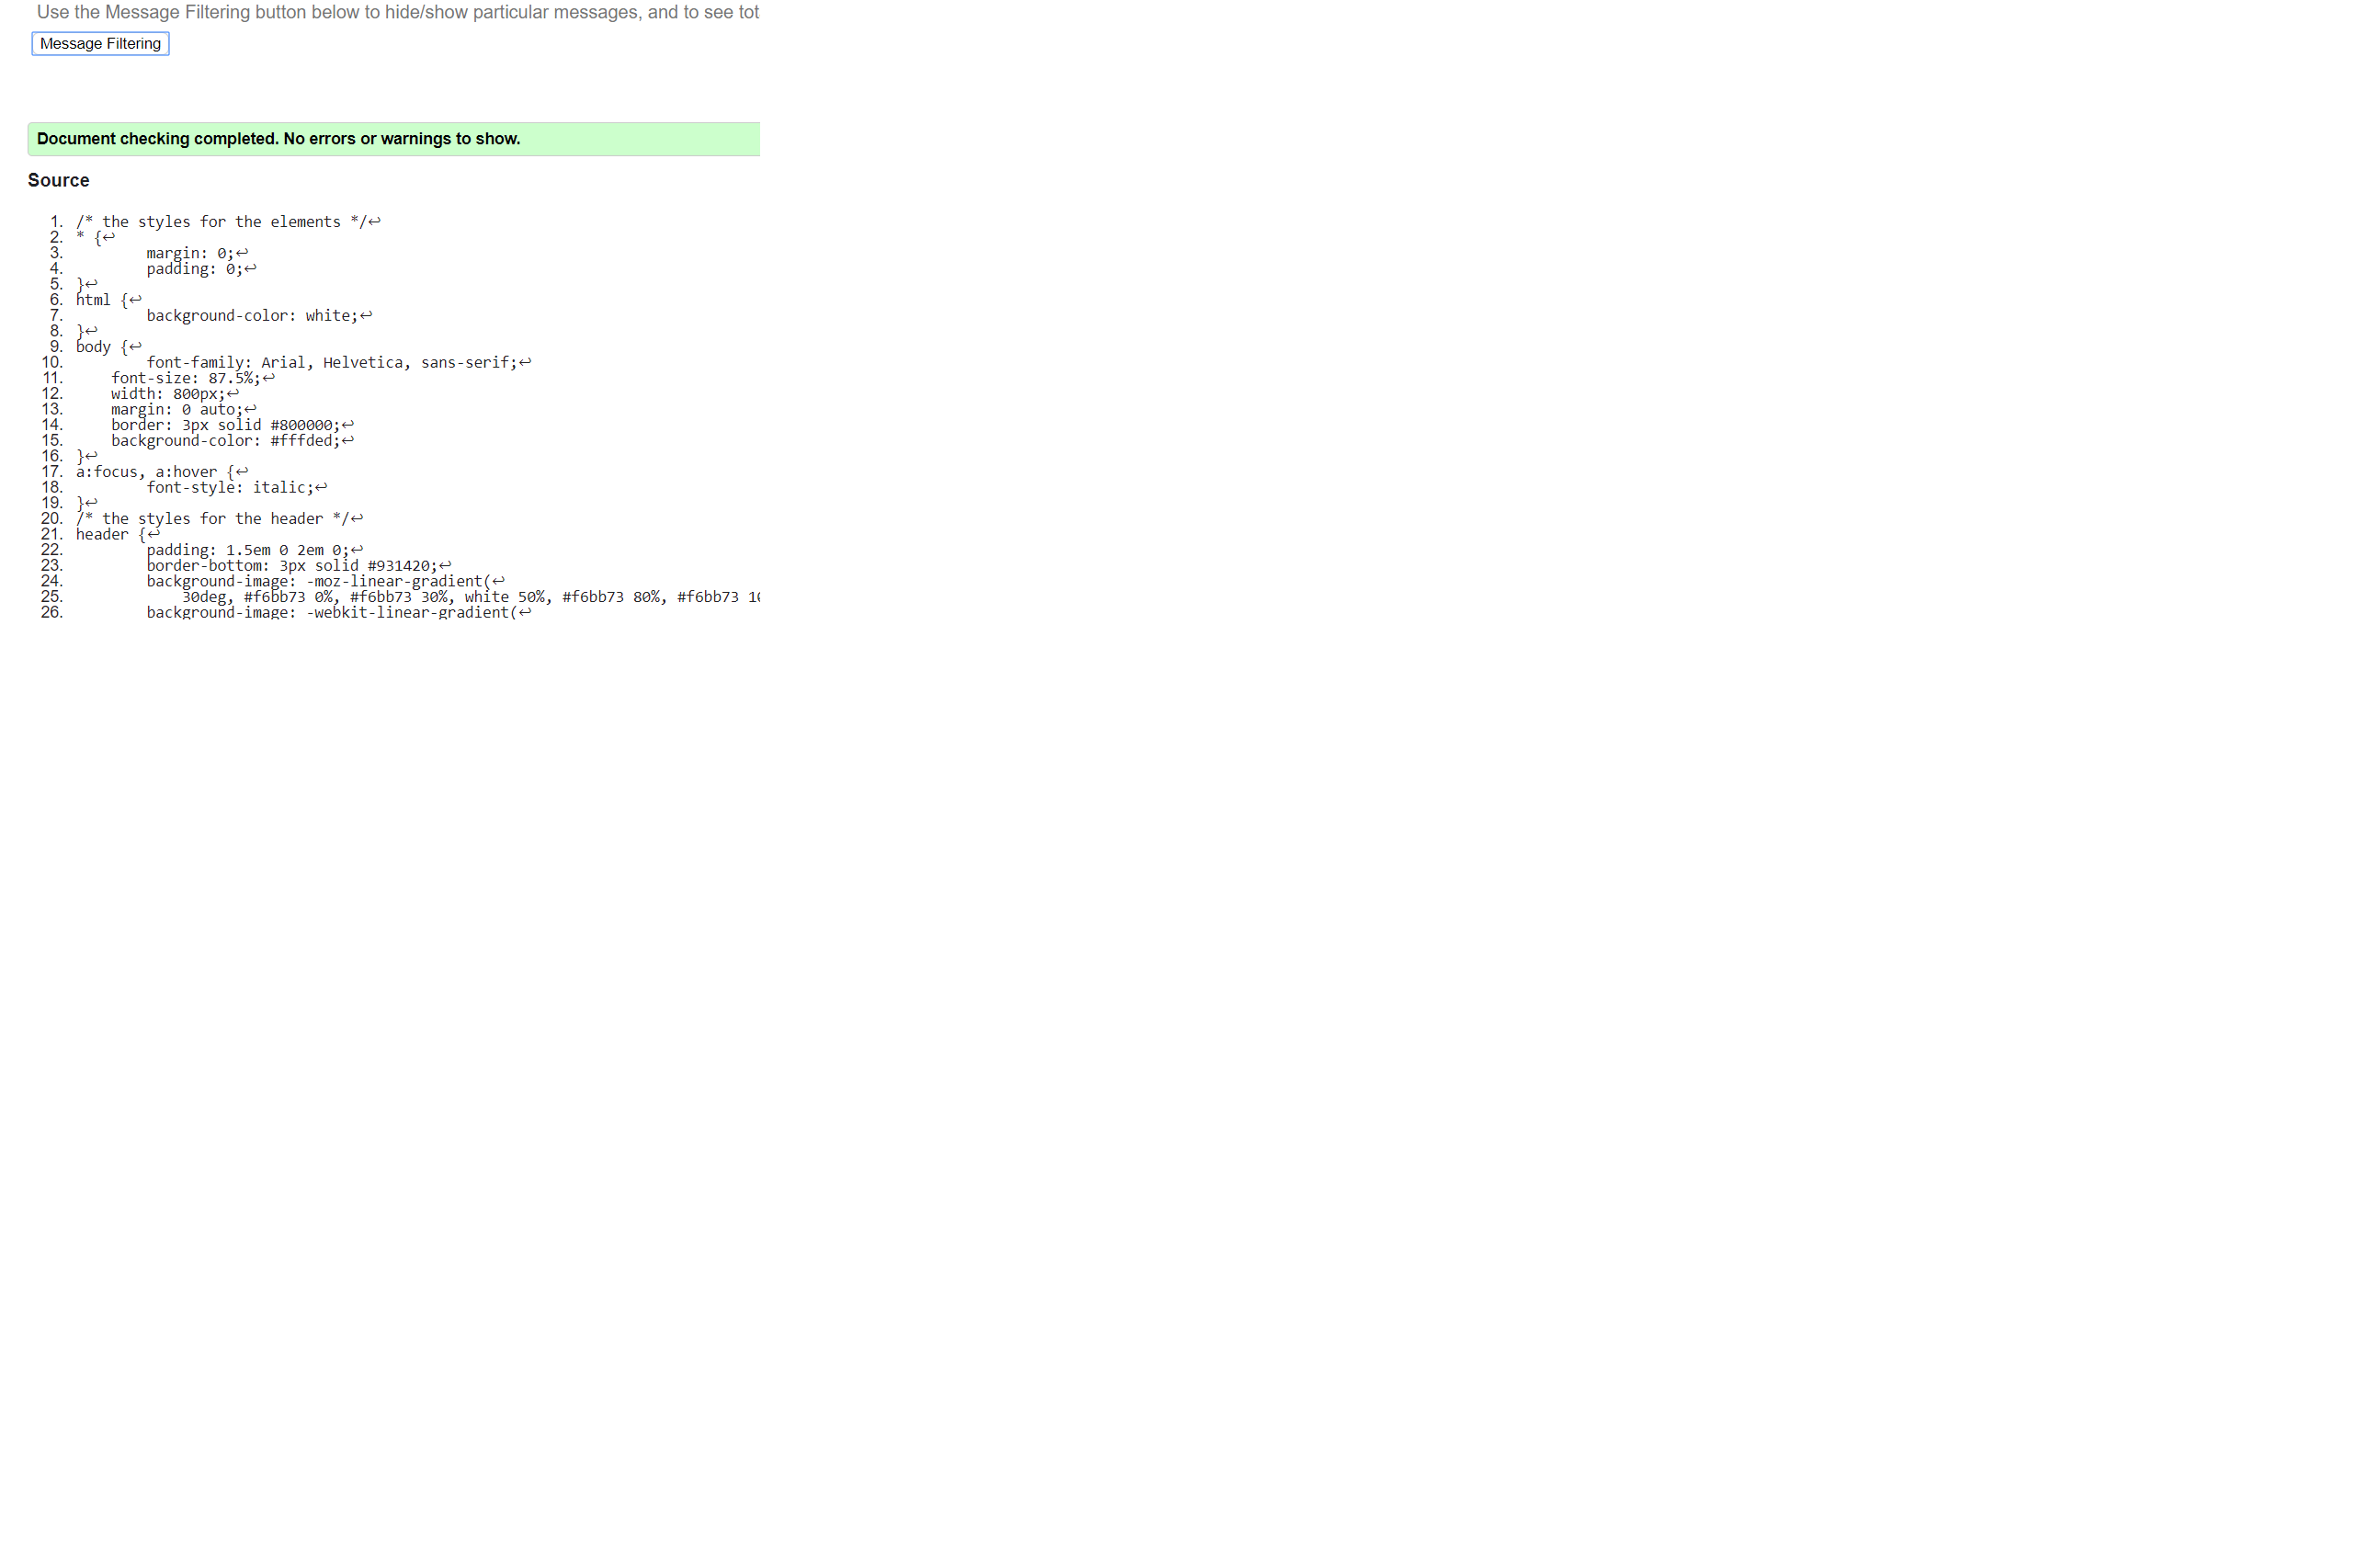 Use the Message Filtering button below to hide/show particular messages, and to see tot
Message Filtering
Document checking completed. No errors or warnings to show.
Source
1. /* the styles for the elements */↩
2. * {↩
3. margin: 0;↩
4. padding: 0;↩
5. }↩
6. html {↩
7. background-color: white;↩
8. }↩
9. body {↩
10. font-family: Arial, Helvetica, sans-serif;↩
11. font-size: 87.5%;↩
12. width: 800px;↩
13. margin: 0 auto;↩
14. border: 3px solid #800000;↩
15. background-color: #fffded;↩
16. }↩
17. a:focus, a:hover {↩
18. font-style: italic;↩
19. }↩
20. /* the styles for the header */↩
21. header {↩
22. padding: 1.5em 0 2em 0;↩
23. border-bottom: 3px solid #931420;↩
24. background-image: -moz-linear-gradient(↩
25. 30deg, #f6bb73 0%, #f6bb73 30%, white 50%, #f6bb73 80%, #f6bb73 1
26. background-image: -webkit-linear-gradient(↩